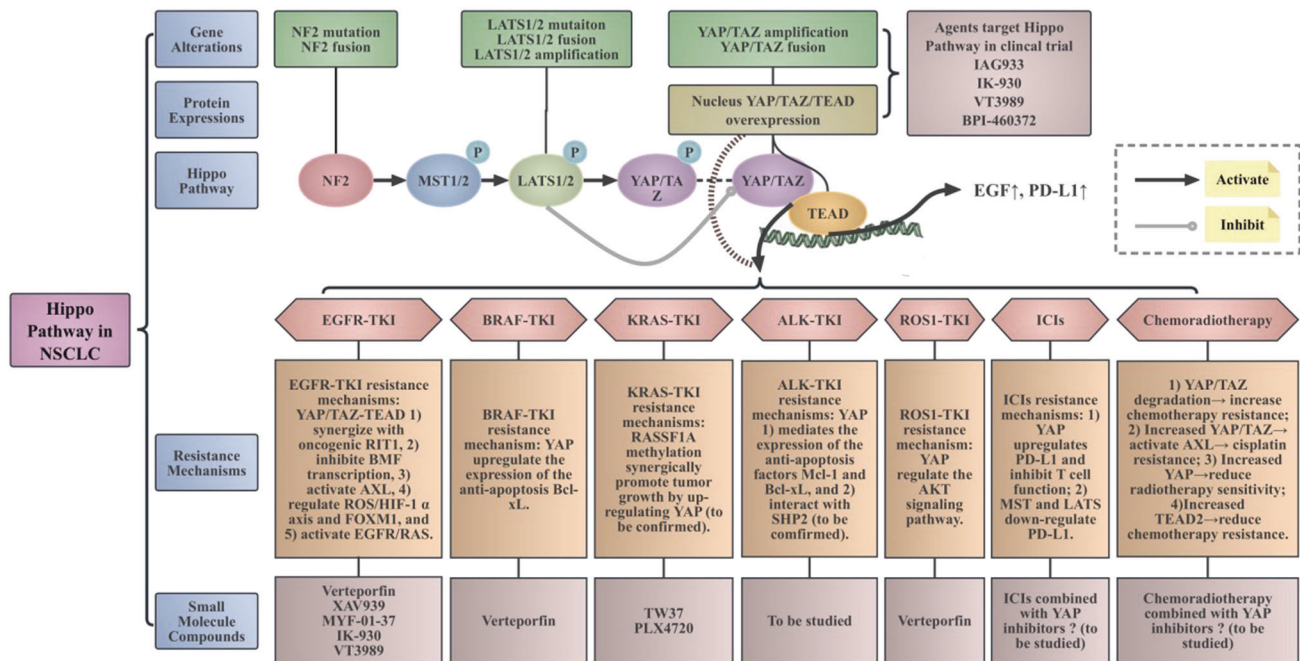 Gene
Alterations
NF2 mutation
NF2 fusion
LATS1/2 mutaiton
LATS1/2 fusion
LATS1/2 amplification
YAP/TAZ amplification
YAP/TAZ fusion
Agents target Hippo
Pathway in clincal trial
IAG933
IK-930
VT3989
BPI-460372
Protein
Expressions
Nucleus YAP/TAZ/TEAD
overexpression
Hippo
Pathway
NF2
P
MST1/2
P
LATS1/2
P
YAP/TA
Z
YAP/TAZ
TEAD
EGF↑, PD-L1↑
Activate
Inhibit
Hippo
Pathway in
NSCLC
EGFR-TKI
BRAF-TKI
KRAS-TKI
ALK-TKI
ROS1-TKI
ICIs
Chemoradiotherapy
Resistance
Mechanisms
EGFR-TKI resistance
mechanisms:
YAP/TAZ-TEAD 1)
synergize with
oncogenic RIT1, 2)
inhibite BMF
transcription, 3)
activate AXL, 4)
regulate ROS/HIF-1 α
axis and FOXM1, and
5) activate EGFR/RAS.
BRAF-TKI
resistance
mechanism: YAP
upregulate the
expression of the
anti-apoptosis Bcl-
xL.
KRAS-TKI
resistance
mechanisms:
RASSF1A
methylation
synergically
promote tumor
growth by up-
regulating YAP (to
be confirmed).
ALK-TKI
resistance
mechanisms: YAP
1) mediates the
expression of the
anti-apoptosis
factors Mcl-1 and
Bcl-xL, and 2)
interact with
SHP2 (to be
comfirmed).
ROS1-TKI
resistance
mechanism:
YAP
regulate the
AKT
signaling
pathway.
ICIs resistance
mechanisms: 1)
YAP
upregulates
PD-L1 and
inhibit T cell
function; 2)
MST and LATS
down-regulate
PD-L1.
1) YAP/TAZ
degradation→ increase
chemotherapy resistance;
2) Increased YAP/TAZ→
activate AXL→ cisplatin
resistance; 3) Increased
YAP→reduce
radiotherapy sensitivity;
4)Increased
TEAD2→reduce
chemotherapy resistance.
Small
Molecule
Compounds
Verteporfin
XAV939
MYF-01-37
IK-930
VT3989
Verteporfin
TW37
PLX4720
To be studied
Verteporfin
ICIs combined
with YAP
inhibitors ? (to be
studied)
Chemoradiotherapy
combined with YAP
inhibitors ? (to be
studied)